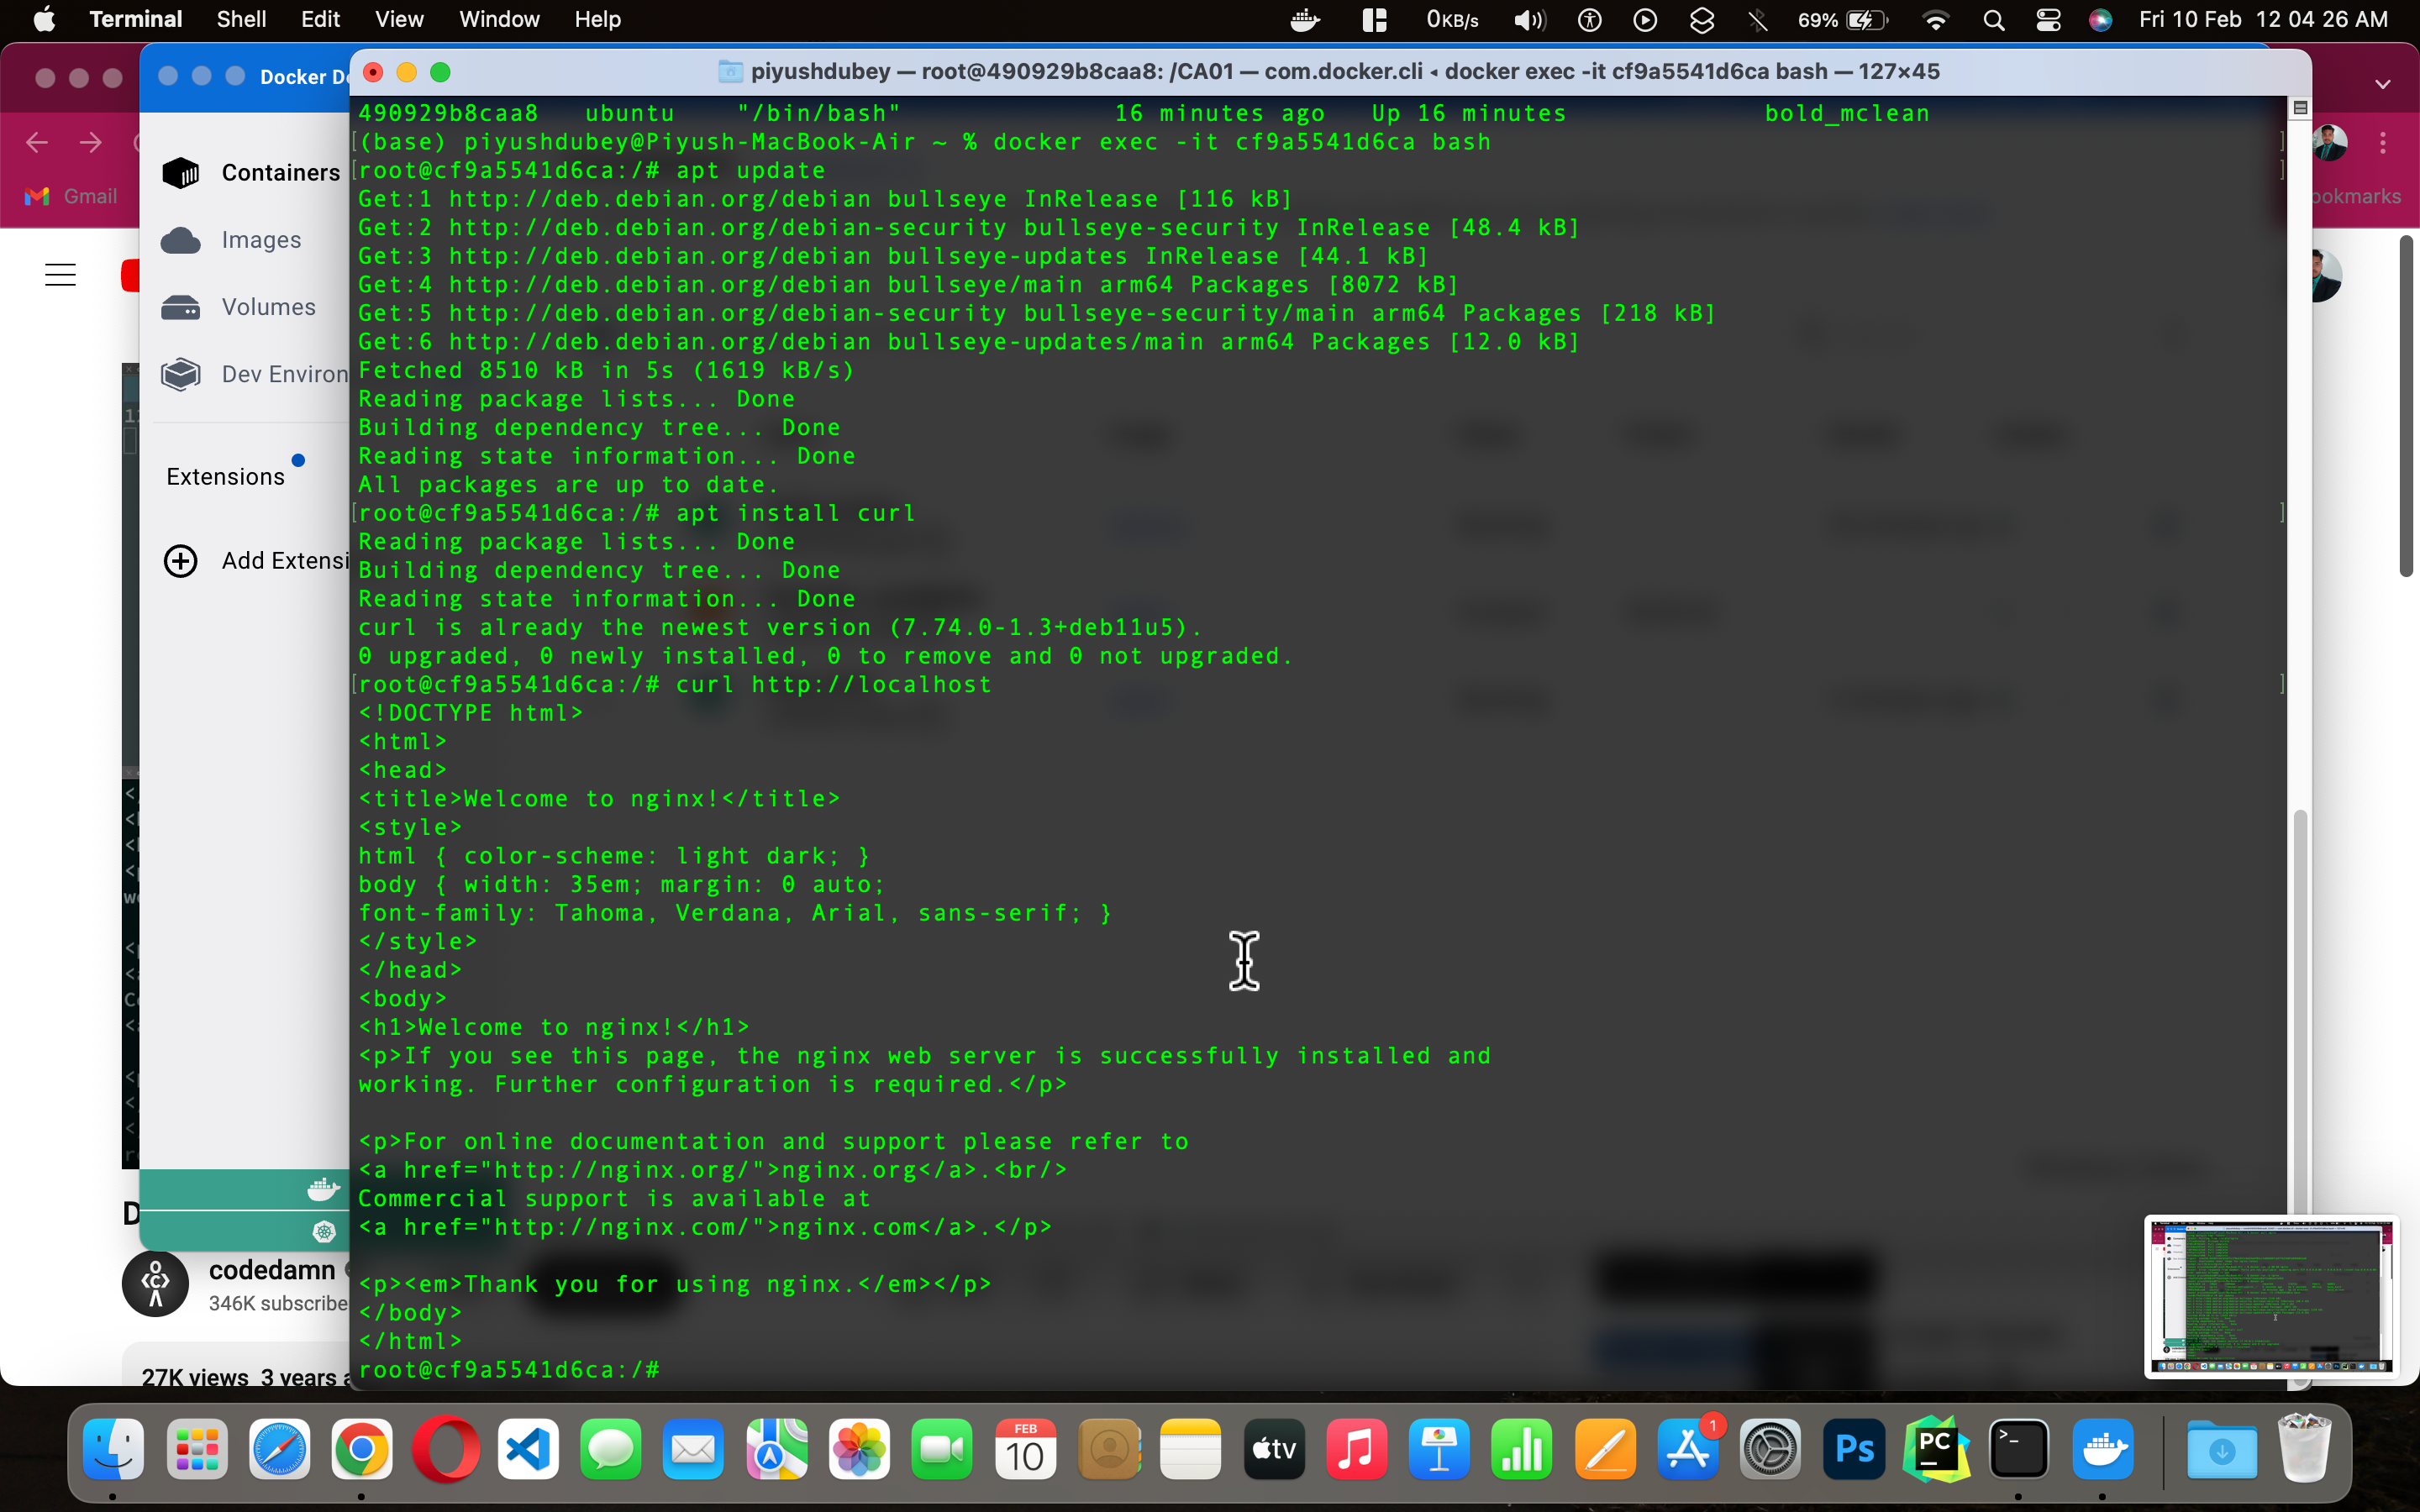 Terminal Shell Edit View Window Help 0KB/s 69% Fri 10 Feb 12 04 26 AM
Docker De
piyushdubey — root@490929b8caa8: /CA01 — com.docker.cli ◂ docker exec -it cf9a5541d6ca bash — 127×45
Gmail
ookmarks
Containers
Images
Volumes
Dev Environ
Extensions
Add Extensi
490929b8caa8 ubuntu "/bin/bash" 16 minutes ago Up 16 minutes bold_mclean
[(base) piyushdubey@Piyush-MacBook-Air ~ % docker exec -it cf9a5541d6ca bash ]
[root@cf9a5541d6ca:/# apt update ]
Get:1 http://deb.debian.org/debian bullseye InRelease [116 kB]
Get:2 http://deb.debian.org/debian-security bullseye-security InRelease [48.4 kB]
Get:3 http://deb.debian.org/debian bullseye-updates InRelease [44.1 kB]
Get:4 http://deb.debian.org/debian bullseye/main arm64 Packages [8072 kB]
Get:5 http://deb.debian.org/debian-security bullseye-security/main arm64 Packages [218 kB]
Get:6 http://deb.debian.org/debian bullseye-updates/main arm64 Packages [12.0 kB]
Fetched 8510 kB in 5s (1619 kB/s)
Reading package lists... Done
Building dependency tree... Done
Reading state information... Done
All packages are up to date.
[root@cf9a5541d6ca:/# apt install curl ]
Reading package lists... Done
Building dependency tree... Done
Reading state information... Done
curl is already the newest version (7.74.0-1.3+deb11u5).
0 upgraded, 0 newly installed, 0 to remove and 0 not upgraded.
[root@cf9a5541d6ca:/# curl http://localhost ]
<!DOCTYPE html>
<html>
<head>
<title>Welcome to nginx!</title>
<style>
html { color-scheme: light dark; }
body { width: 35em; margin: 0 auto;
font-family: Tahoma, Verdana, Arial, sans-serif; }
</style>
</head>
<body>
<h1>Welcome to nginx!</h1>
<p>If you see this page, the nginx web server is successfully installed and
working. Further configuration is required.</p>
<p>For online documentation and support please refer to
<a href="http://nginx.org/">nginx.org</a>.<br/>
Commercial support is available at
<a href="http://nginx.com/">nginx.com</a>.</p>
<p><em>Thank you for using nginx.</em></p>
</body>
</html>
root@cf9a5541d6ca:/#
D
codedamn
346K subscribe
27K views 3 years a
FEB
10
tv
1
Ps
PC